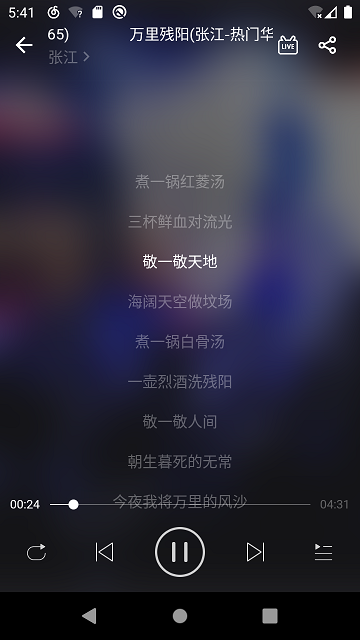 5:41
65) 万里残阳(张江-热门华
LIVE
张江
煮一锅红菱汤
三杯鲜血对流光
敬一敬天地
海阔天空做坟场
煮一锅白骨汤
一壶烈酒洗残阳
敬一敬人间
朝生暮死的无常
今夜我将万里的风沙
00:24
04:31